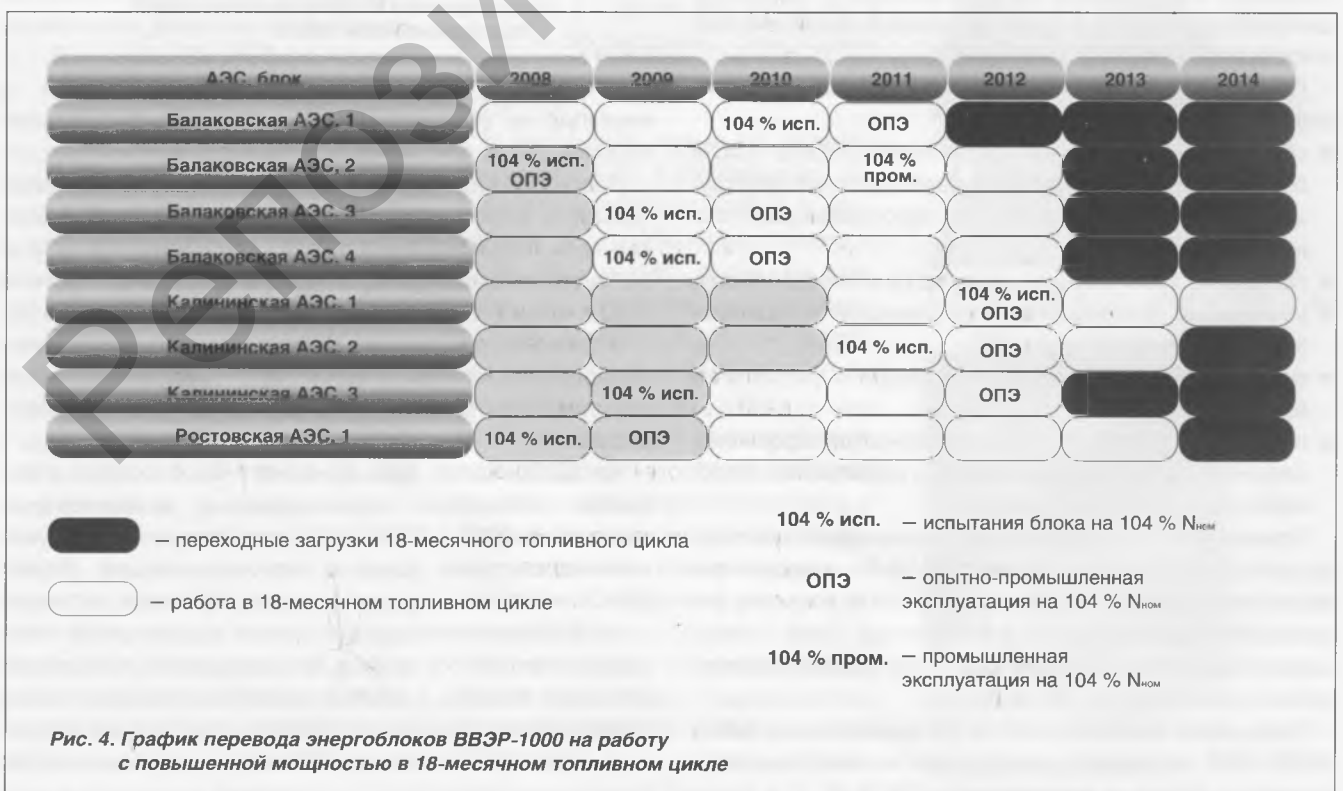 Репози
АЭС, блок 2008 2009 2010 2011 2012 2013 2014
Балаковская АЭС. 1 104 % исп. ОПЭ
Балаковская АЭС, 2 104 % исп. ОПЭ 104 % пром.
Балаковская АЭС. 3 104 % исп. ОПЭ
Балаковская АЭС. 4 104 % исп. ОПЭ
Калининская АЭС. 1 104 % исп. ОПЭ
Калининская АЭС. 2 104 % исп. ОПЭ
Калининская АЭС. 3 104 % исп. ОПЭ
Ростовская АЭС. 1 104 % исп. ОПЭ
– переходные загрузки 18-месячного топливного цикла
– работа в 18-месячном топливном цикле
104 % исп. – испытания блока на 104 % Nном
ОПЭ – опытно-промышленная
эксплуатация на 104 % Nном
104 % пром. – промышленная
эксплуатация на 104 % Nном
Рис. 4. График перевода энергоблоков ВВЭР-1000 на работу
с повышенной мощностью в 18-месячном топливном цикле